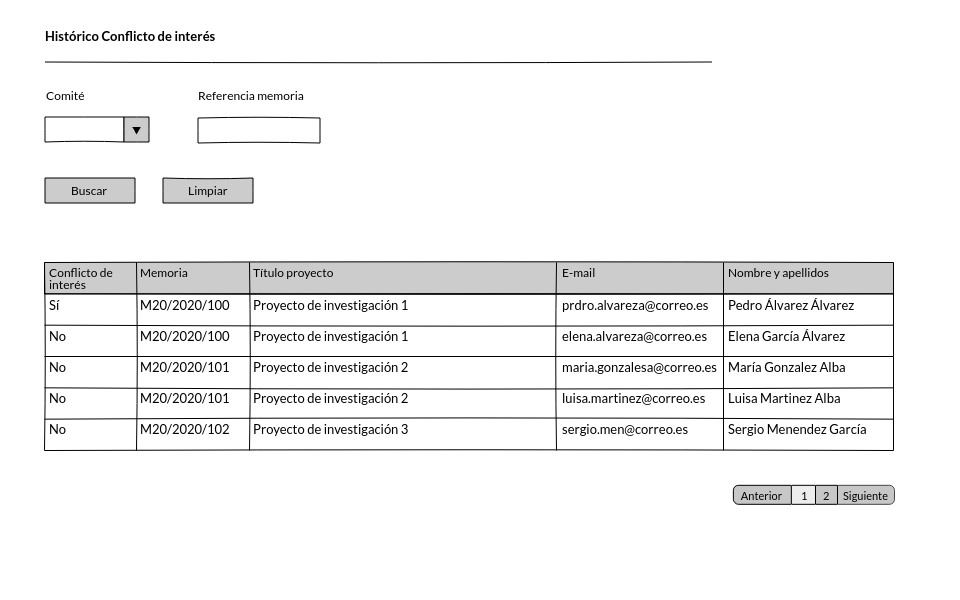 Histórico Conflicto de interés
Comité Referencia memoria
▼
Buscar Limpiar
Conflicto de interés Memoria Título proyecto E-mail Nombre y apellidos
Sí M20/2020/100 Proyecto de investigación 1 prdro.alvareza@correo.es Pedro Álvarez Álvarez
No M20/2020/100 Proyecto de investigación 1 elena.alvareza@correo.es Elena García Álvarez
No M20/2020/101 Proyecto de investigación 2 maria.gonzalesa@correo.es María Gonzalez Alba
No M20/2020/101 Proyecto de investigación 2 luisa.martinez@correo.es Luisa Martinez Alba
No M20/2020/102 Proyecto de investigación 3 sergio.men@correo.es Sergio Menendez García
Anterior 1 2 Siguiente